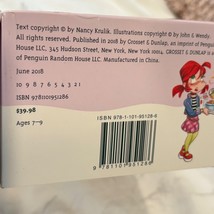 Text copyright © by Nancy Krulik. Illustrations copyright © by John & Wendy.
All rights reserved. Published in 2018 by Grosset & Dunlap, an imprint of Penguin
House LLC, 345 Hudson Street, New York, New York 10014. GROSSET & DUNLAP is a
of Penguin Random House LLC. Manufactured in China.
June 2018
10 9 8 7 6 5 4 3 2 1
ISBN 9781101951286
$39.98
Ages 7–9
ISBN 978-1-101-95128-6
9 781101 951286